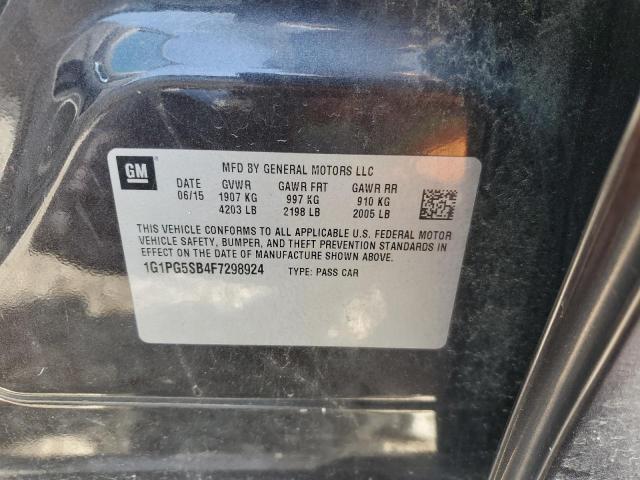 GM
MFD BY GENERAL MOTORS LLC
DATE GVWR GAWR FRT GAWR RR
06/15 1907 KG 997 KG 910 KG
4203 LB 2198 LB 2005 LB
THIS VEHICLE CONFORMS TO ALL APPLICABLE U.S. FEDERAL MOTOR
VEHICLE SAFETY, BUMPER, AND THEFT PREVENTION STANDARDS IN
EFFECT ON THE DATE OF MANUFACTURE SHOWN ABOVE.
1G1PG5SB4F7298924 TYPE: PASS CAR